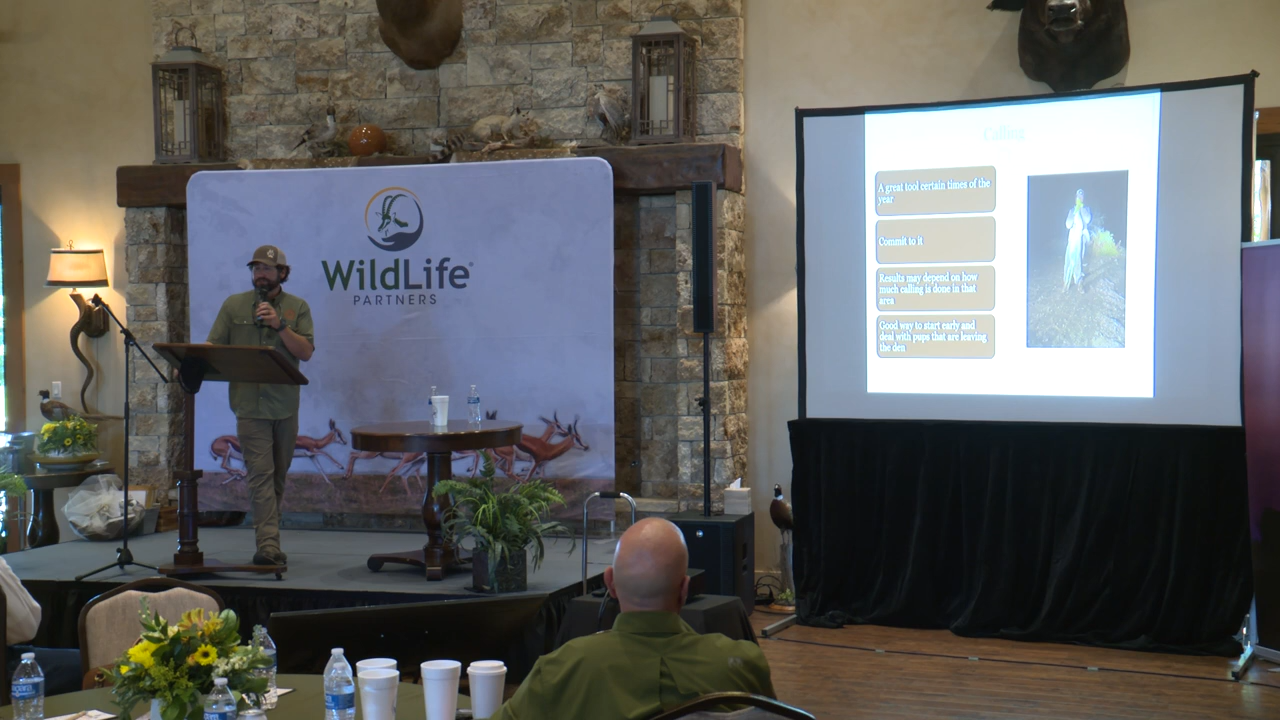 WildLife®
PARTNERS
Calling
A great tool certain times of the
year
Commit to it
Results may depend on how
much calling is done in that
area
Good way to start early and
deal with pups that are leaving
the den